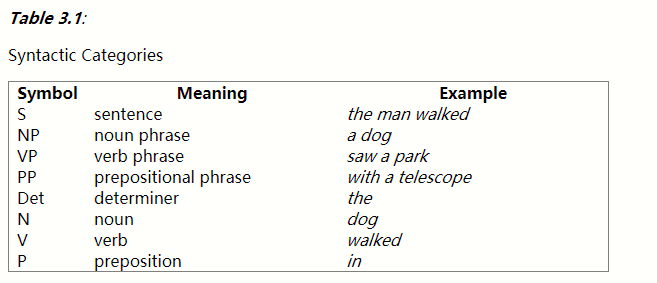 Table 3.1:
Syntactic Categories
Symbol Meaning Example
S sentence the man walked
NP noun phrase a dog
VP verb phrase saw a park
PP prepositional phrase with a telescope
Det determiner the
N noun dog
V verb walked
P preposition in